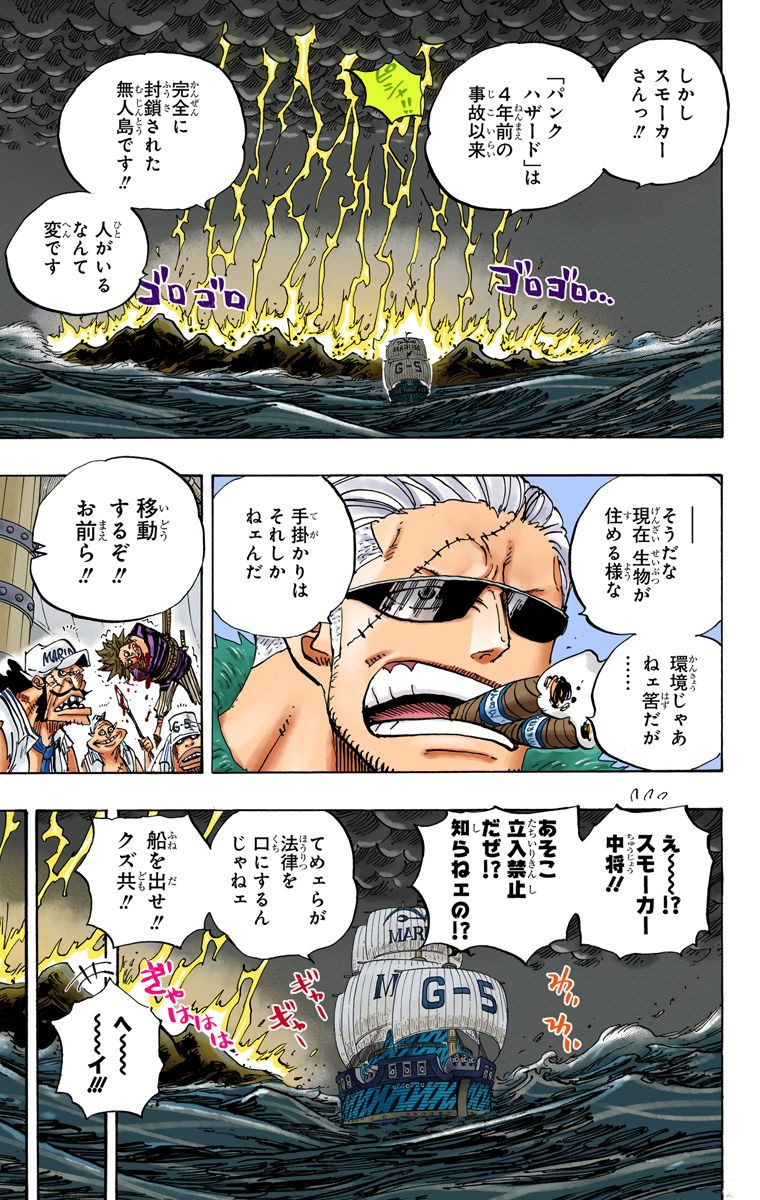 しかし
スモーカー
さんっ!!
「パンク
ハザード」は
4年前の
事故以来
ピシャ!!
完全に
封鎖された
無人島です!!
人がいる
なんて
変です
ゴロゴロ…
ゴロゴロ
MARINE
G-5
――
そうだな
現在 生物が
住める様な
環境じゃあ
ねェ筈だが
……
手掛かりは
それしか
ねェんだ
移動
するぞ!!
お前ら!!
MARIN
G-5
え〜〜〜!?
スモーカー
中将!!
あそこ
立入禁止
だぜ!?
知らねェの!?
てめェらが
法律を
口にするん
じゃねェ
船を出せ!!
クズ共!!
わい
わい
ギャー
ギャー
ぎゃはははは
MARI
M
G-5
へ〜
〜〜
〜イ!!!